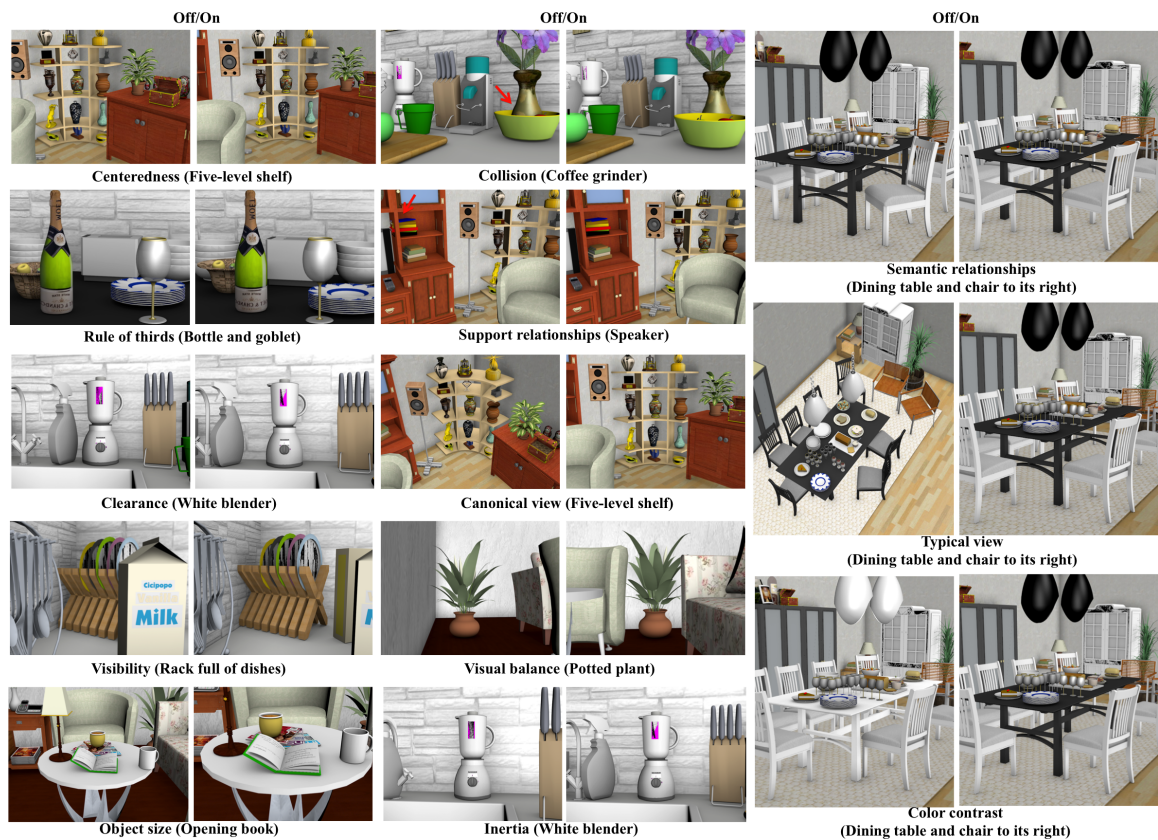 Off/On
Centeredness (Five-level shelf)
Rule of thirds (Bottle and goblet)
Clearance (White blender)
Cicipopo
Milk
Visibility (Rack full of dishes)
Object size (Opening book)
Off/On
Collision (Coffee grinder)
Support relationships (Speaker)
Canonical view (Five-level shelf)
Visual balance (Potted plant)
Inertia (White blender)
Off/On
Semantic relationships
(Dining table and chair to its right)
Typical view
(Dining table and chair to its right)
Color contrast
(Dining table and chair to its right)